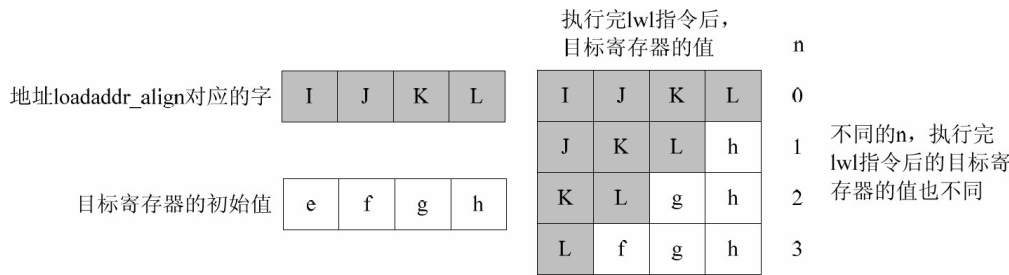 执行完lwl指令后，
目标寄存器的值
n
地址loadaddr_align对应的字
I J K L
I J K L
0
J K L h
1
不同的n，执行完
lwl指令后的目标寄
存器的值也不同
目标寄存器的初始值
e f g h
K L g h
2
L f g h
3